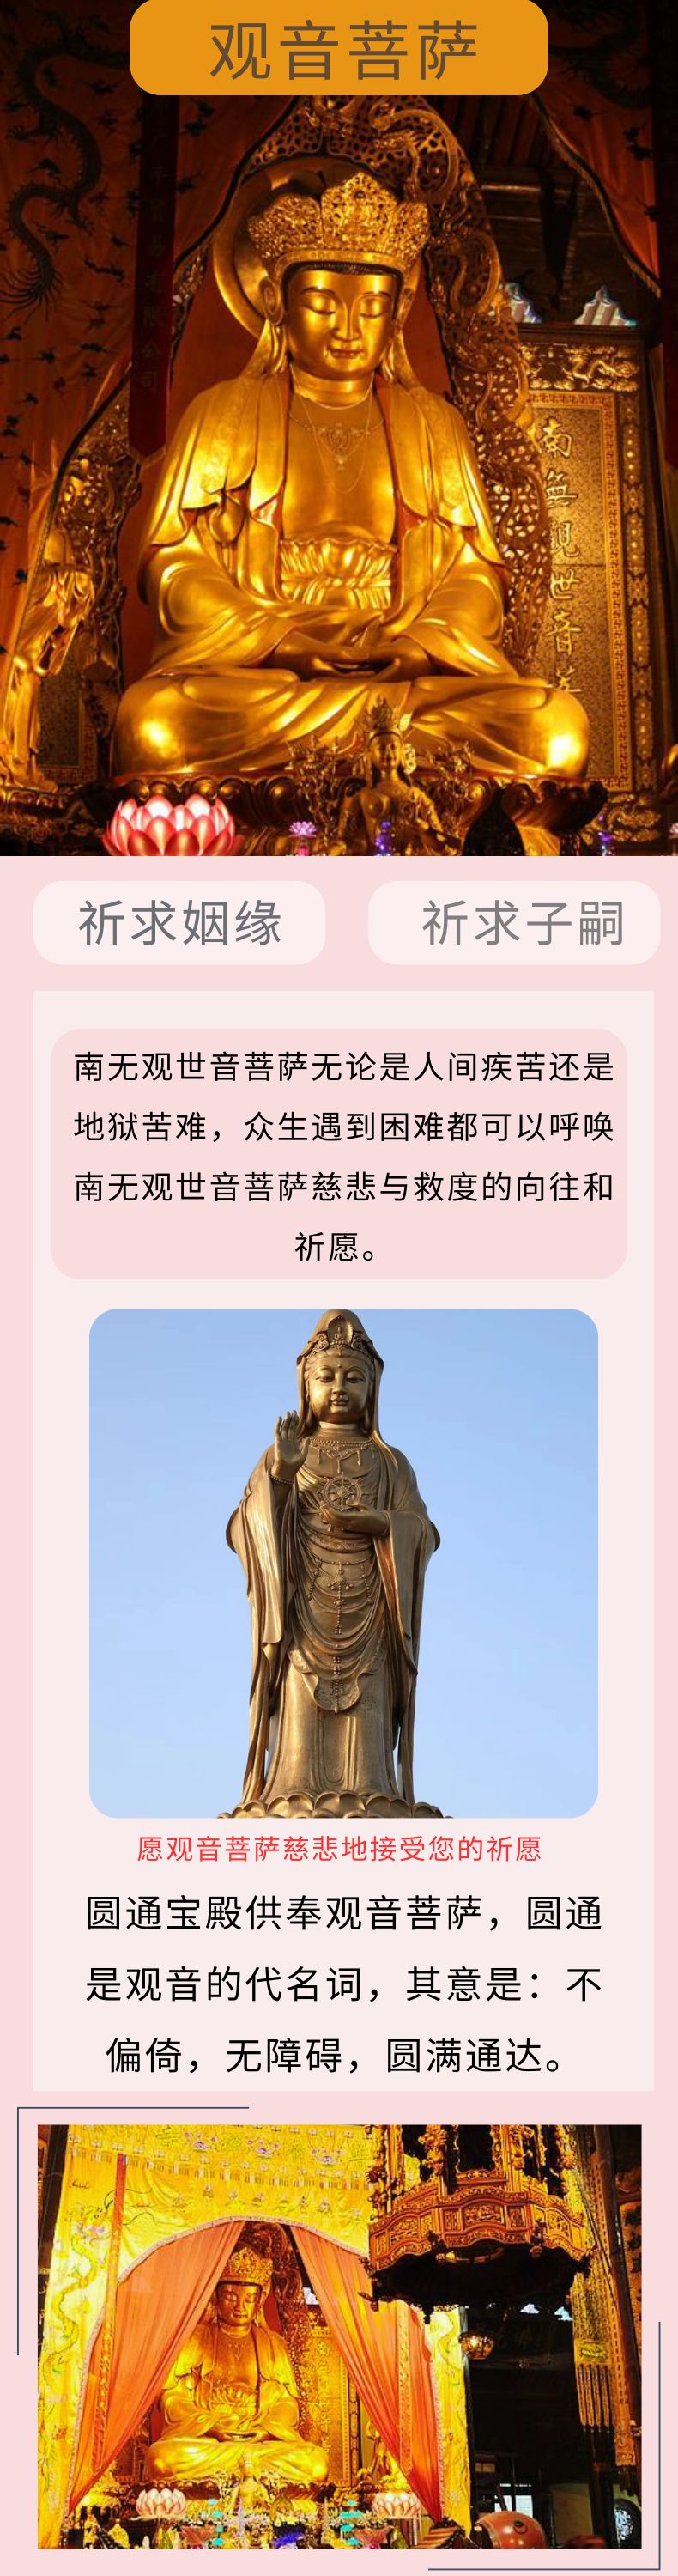 观音菩萨
南無觀世音菩
祈求姻缘
祈求子嗣
南无观世音菩萨无论是人间疾苦还是
地狱苦难，众生遇到困难都可以呼唤
南无观世音菩萨慈悲与救度的向往和
祈愿。
愿观音菩萨慈悲地接受您的祈愿
圆通宝殿供奉观音菩萨，圆通
是观音的代名词，其意是：不
偏倚，无障碍，圆满通达。